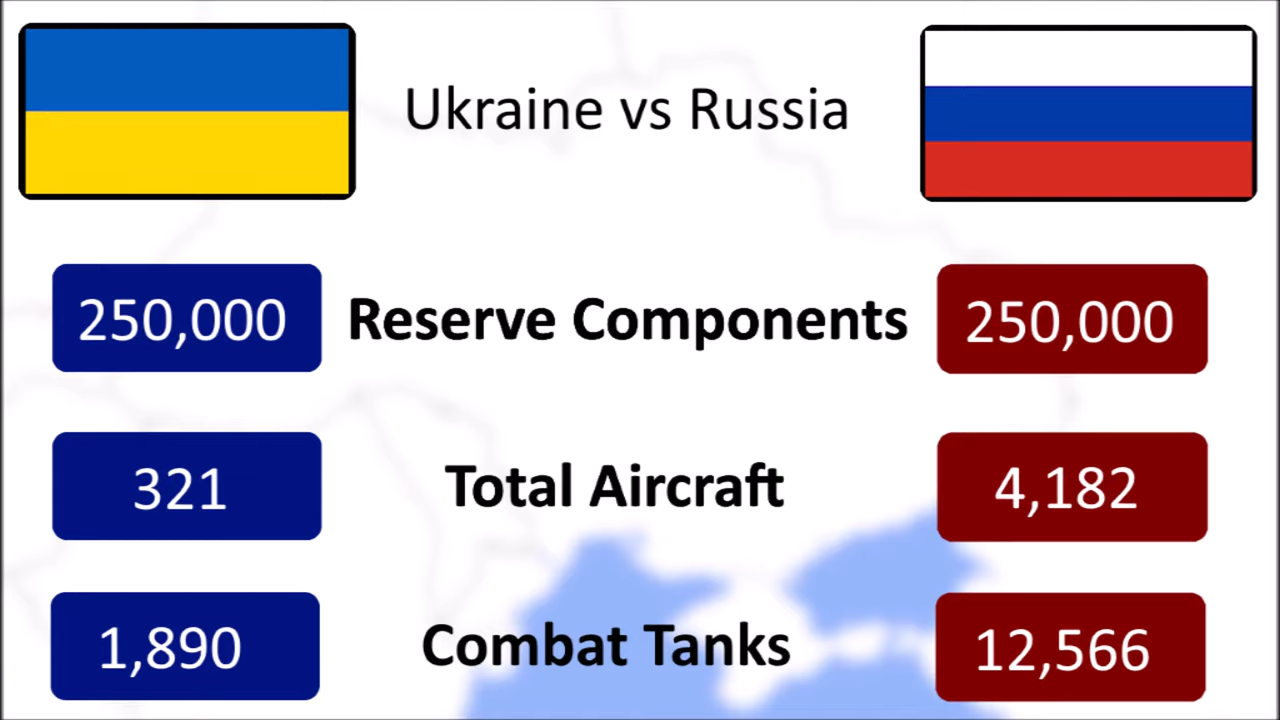 Ukraine vs Russia
250,000 Reserve Components 250,000
321 Total Aircraft 4,182
1,890 Combat Tanks 12,566